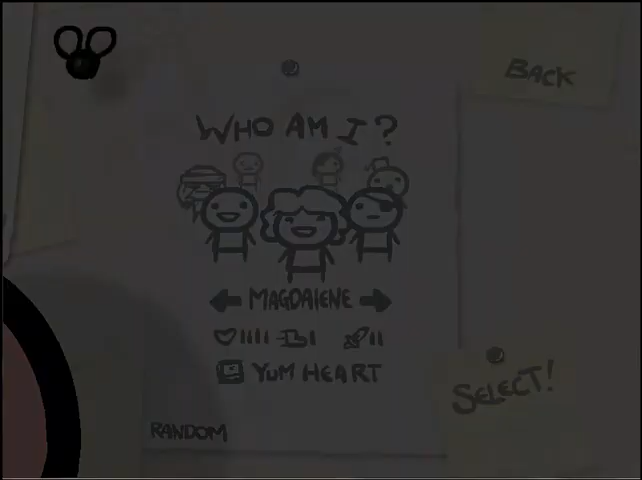 BACK
WHO AM I?
MAGDALENE
YUM HEART
SELECT!
RANDOM